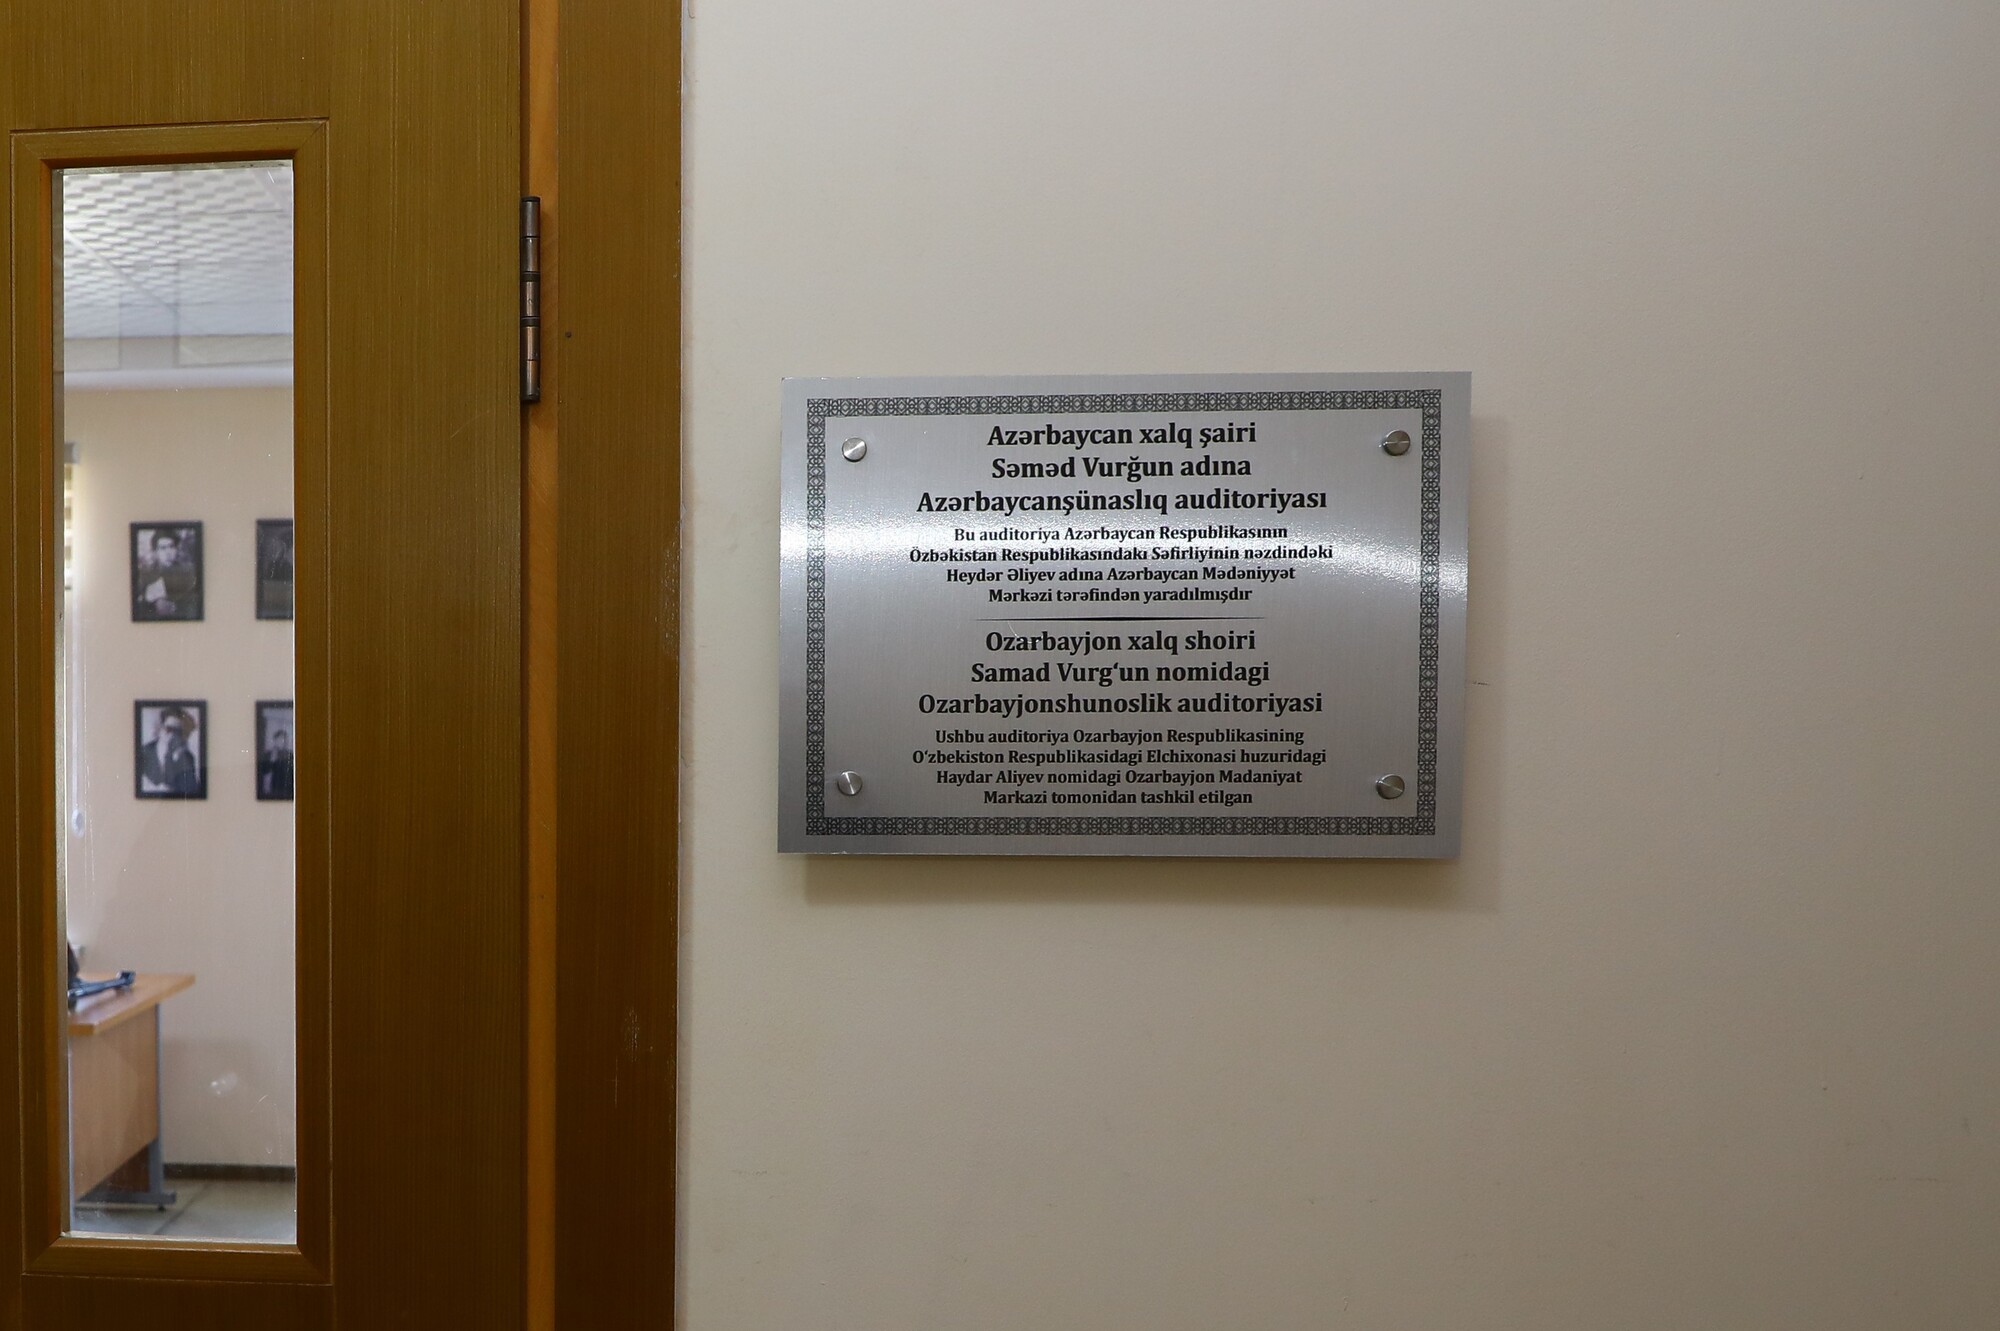 Azərbaycan xalq şairi
Səməd Vurğun adına
Azərbaycanşünaslıq auditoriyası
Bu auditoriya Azərbaycan Respublikasının
Özbəkistan Respublikasındakı Səfirliyinin nəzdindəki
Heydər Əliyev adına Azərbaycan Mədəniyyət
Mərkəzi tərəfindən yaradılmışdır
Ozarbayjon xalq shoiri
Samad Vurg‘un nomidagi
Ozarbayjonshunoslik auditoriyasi
Ushbu auditoriya Ozarbayjon Respublikasining
O‘zbekiston Respublikasidagi Elchixonasi huzuridagi
Haydar Aliyev nomidagi Ozarbayjon Madaniyat
Markazi tomonidan tashkil etilgan